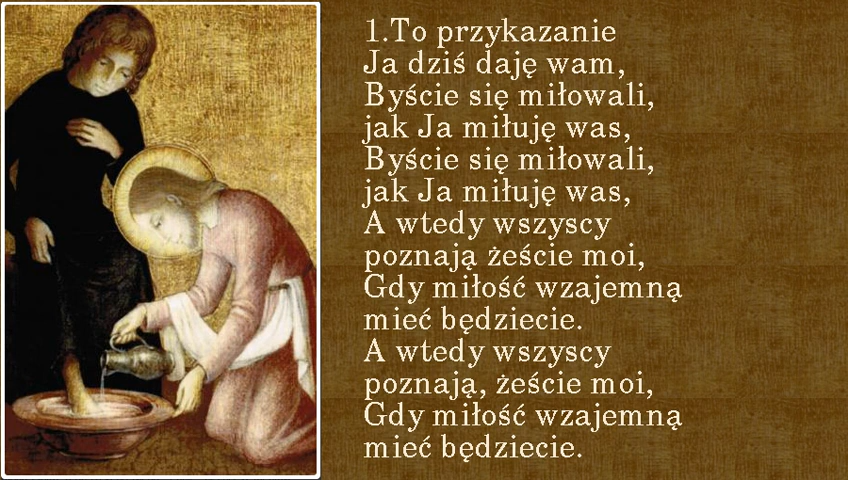 1.To przykazanie
Ja dziś daję wam,
Byście się miłowali,
jak Ja miłuję was,
Byście się miłowali,
jak Ja miłuję was,
A wtedy wszyscy
poznają żeście moi,
Gdy miłość wzajemną
mieć będziecie.
A wtedy wszyscy
poznają, żeście moi,
Gdy miłość wzajemną
mieć będziecie.